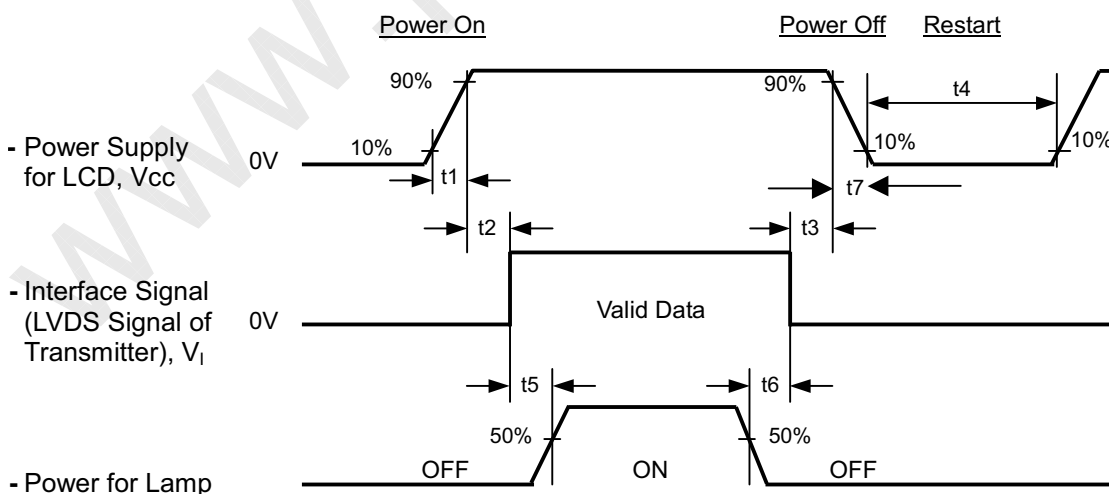 Power On Power Off Restart
90% 90% t4
- Power Supply
for LCD, Vcc
0V 10% 10% 10%
t1 t7
t2 t3
- Interface Signal
(LVDS Signal of
Transmitter), VI
0V Valid Data
t5 t6
50% 50%
- Power for Lamp
OFF ON OFF